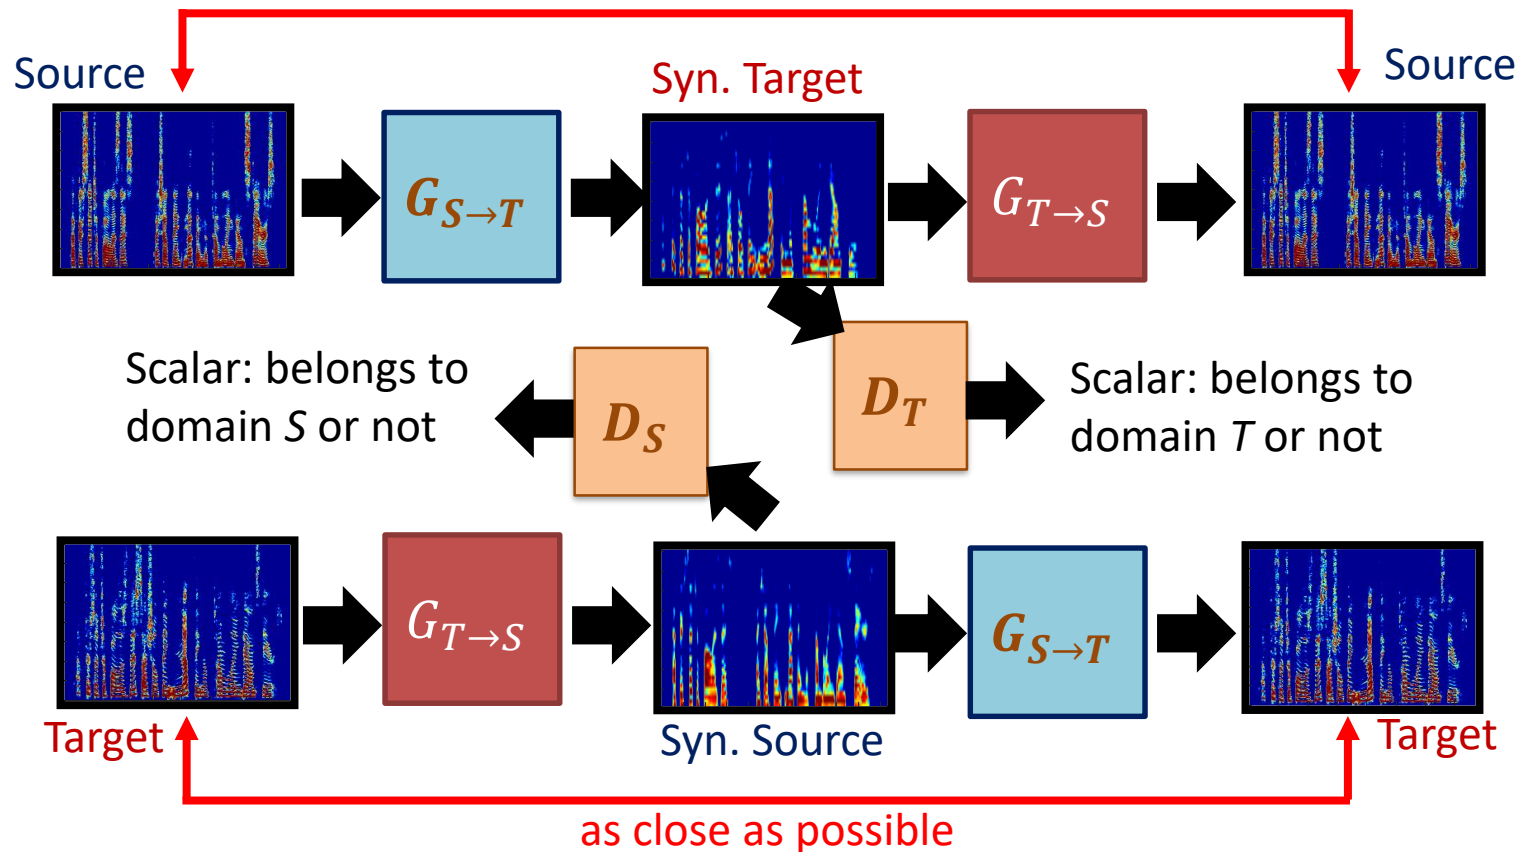 Source
Syn. Target
Source
G_{S→T}
G_{T→S}
Scalar: belongs to
domain S or not
D_S
D_T
Scalar: belongs to
domain T or not
G_{T→S}
G_{S→T}
Target
Syn. Source
Target
as close as possible